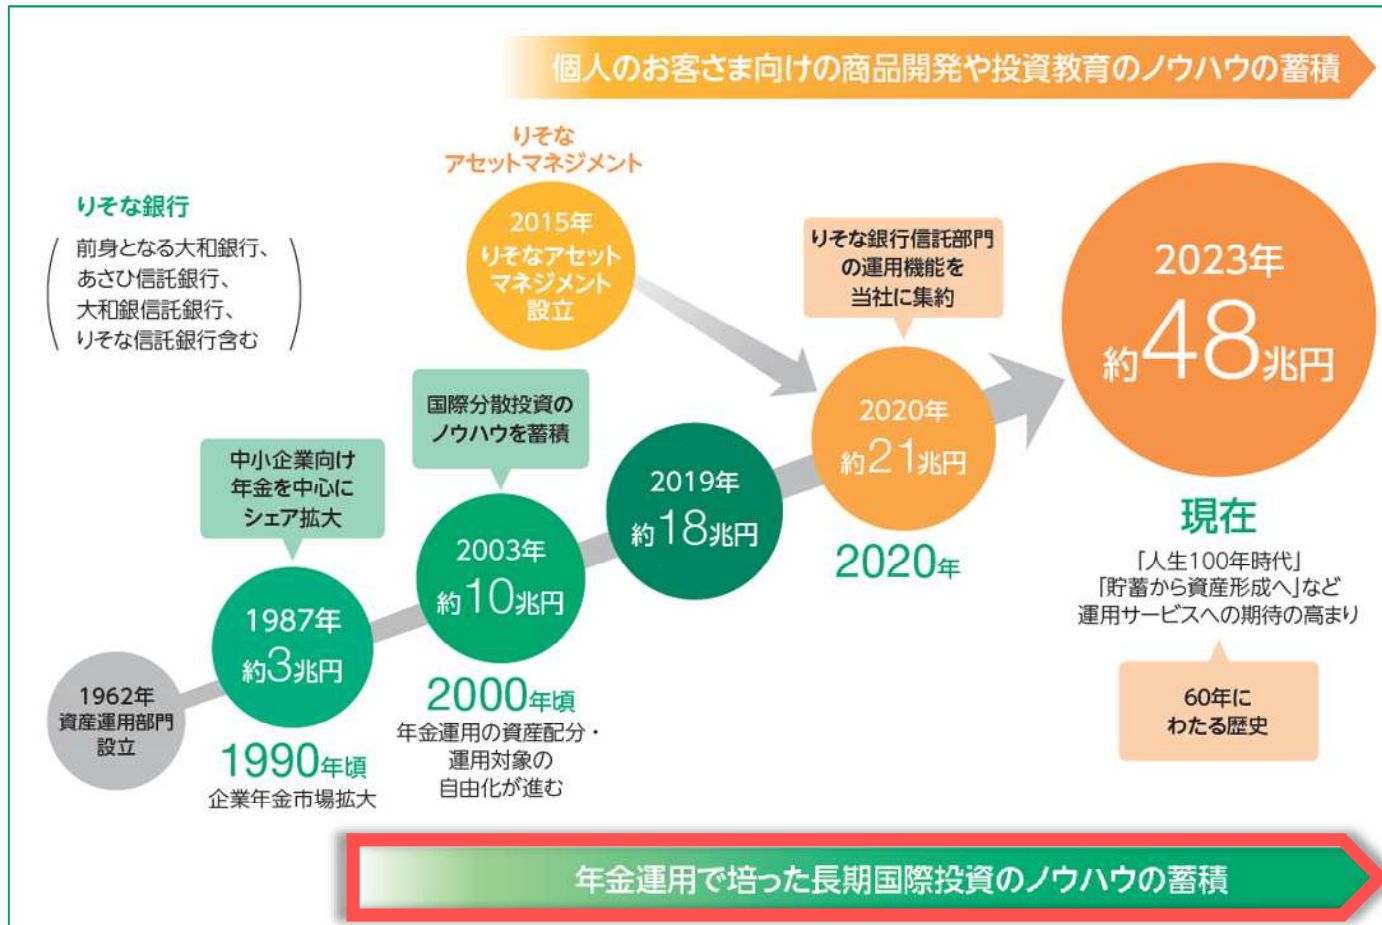 個人のお客さま向けの商品開発や投資教育のノウハウの蓄積
りそな
アセットマネジメント
2015年
りそなアセット
マネジメント
設立
りそな銀行
前身となる大和銀行、
あさひ信託銀行、
大和銀信託銀行、
りそな信託銀行含む
りそな銀行信託部門
の運用機能を
当社に集約
2023年
約48兆円
国際分散投資の
ノウハウを蓄積
2020年
約21兆円
中小企業向け
年金を中心に
シェア拡大
2019年
約18兆円
現在
「人生100年時代」
「貯蓄から資産形成へ」など
運用サービスへの期待の高まり
2003年
約10兆円
2020年
1987年
約3兆円
1962年
資産運用部門
設立
2000年頃
年金運用の資産配分・
運用対象の
自由化が進む
60年に
わたる歴史
1990年頃
企業年金市場拡大
年金運用で培った長期国際投資のノウハウの蓄積